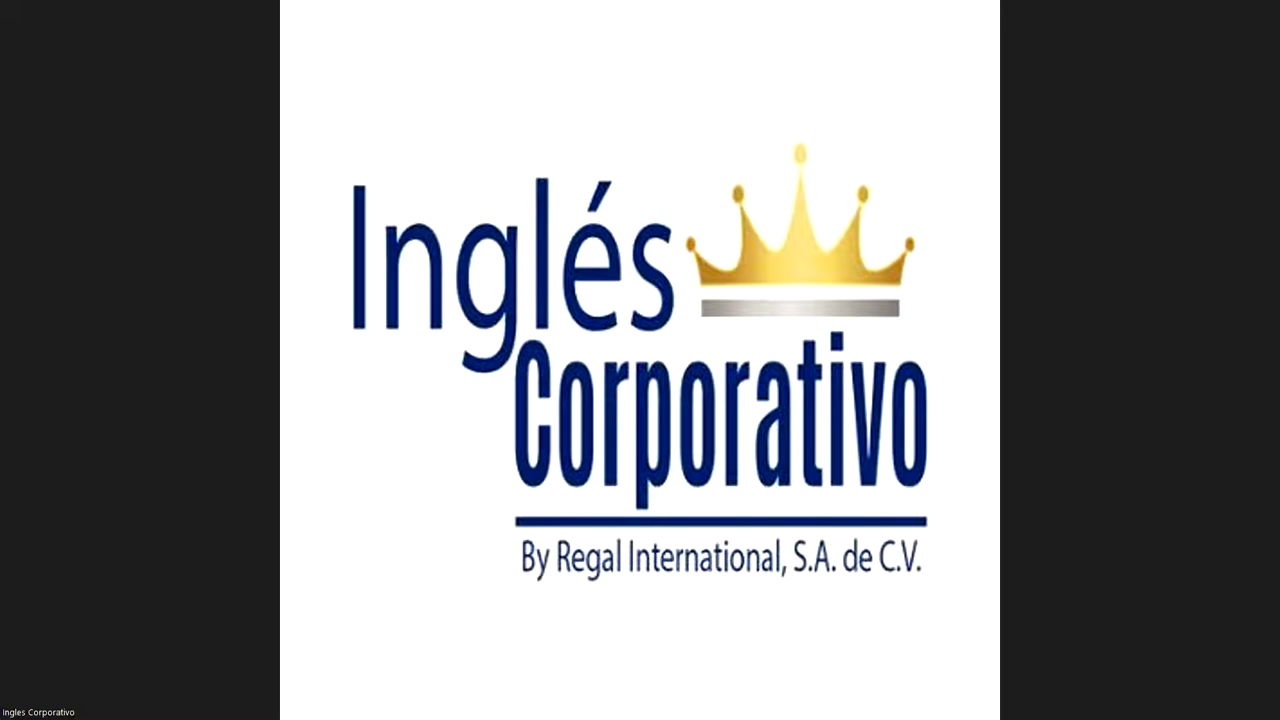 Inglés
Corporativo
By Regal International, S.A. de C.V.
Ingles Corporativo